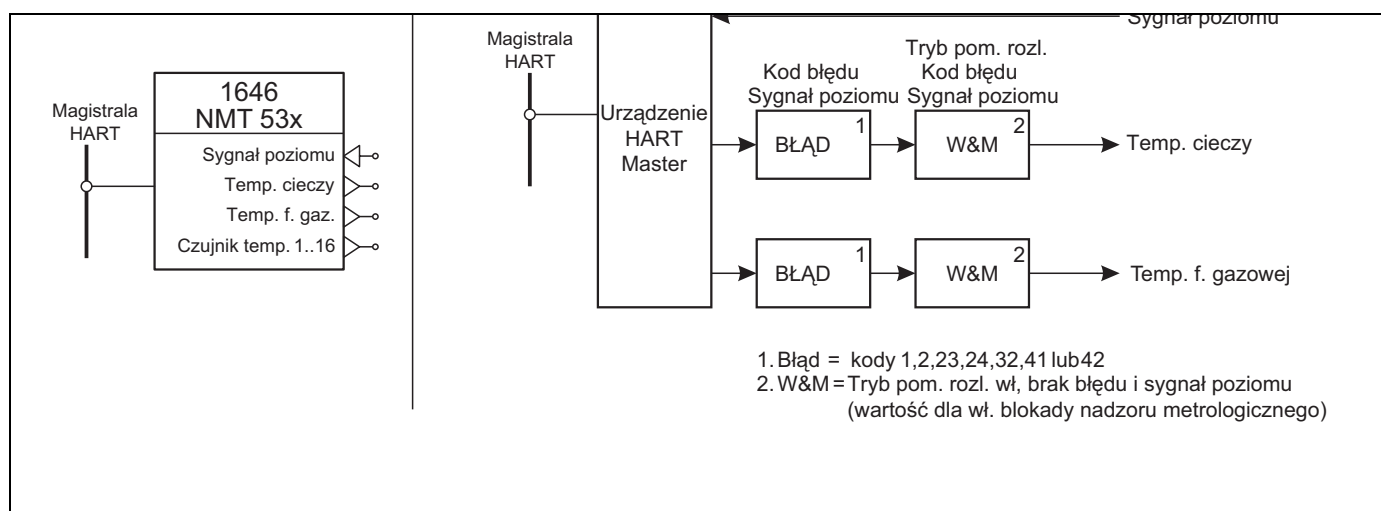 Magistrala
HART
1646
NMT 53x
Sygnał poziomu
Temp. cieczy
Temp. f. gaz.
Czujnik temp. 1..16
Magistrala
HART
Urządzenie
HART
Master
Sygnał poziomu
Kod błędu
Sygnał poziomu
Tryb pom. rozl.
Kod błędu
Sygnał poziomu
BŁĄD 1
W&M 2
Temp. cieczy
BŁĄD 1
W&M 2
Temp. f. gazowej
1. Błąd = kody 1,2,23,24,32,41 lub 42
2. W&M = Tryb pom. rozl. wł, brak błędu i sygnał poziomu
(wartość dla wł. blokady nadzoru metrologicznego)